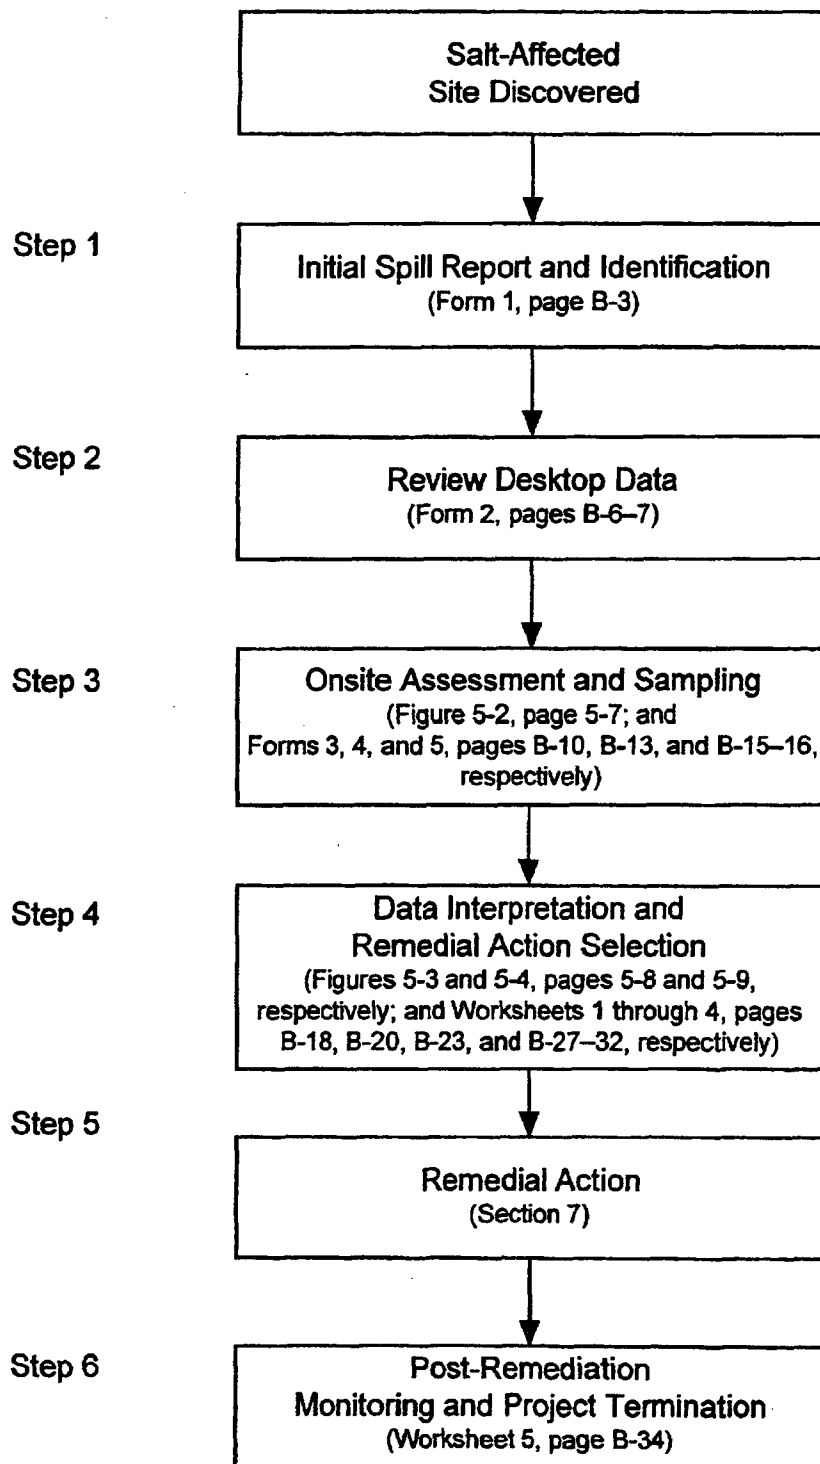 Salt-Affected
Site Discovered
Step 1
Initial Spill Report and Identification
(Form 1, page B-3)
Step 2
Review Desktop Data
(Form 2, pages B-6–7)
Step 3
Onsite Assessment and Sampling
(Figure 5-2, page 5-7; and
Forms 3, 4, and 5, pages B-10, B-13, and B-15–16,
respectively)
Step 4
Data Interpretation and
Remedial Action Selection
(Figures 5-3 and 5-4, pages 5-8 and 5-9,
respectively; and Worksheets 1 through 4, pages
B-18, B-20, B-23, and B-27–32, respectively)
Step 5
Remedial Action
(Section 7)
Step 6
Post-Remediation
Monitoring and Project Termination
(Worksheet 5, page B-34)